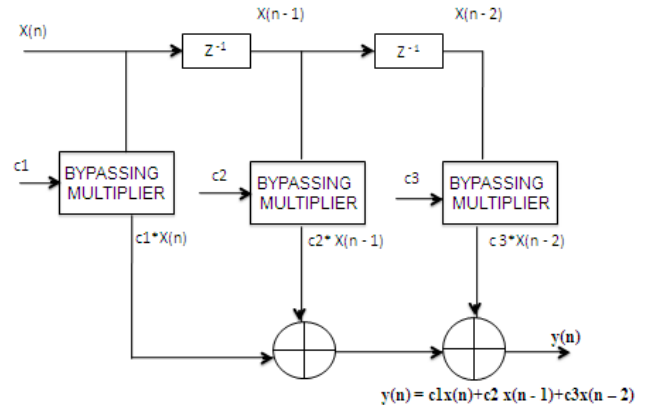 X(n)
X(n - 1)
X(n - 2)
Z⁻¹
Z⁻¹
c1
BYPASSING
MULTIPLIER
c2
BYPASSING
MULTIPLIER
c3
BYPASSING
MULTIPLIER
c1*X(n)
c2* X(n - 1)
c3*X(n - 2)
y(n)
y(n) = c1x(n)+c2 x(n - 1)+c3x(n – 2)